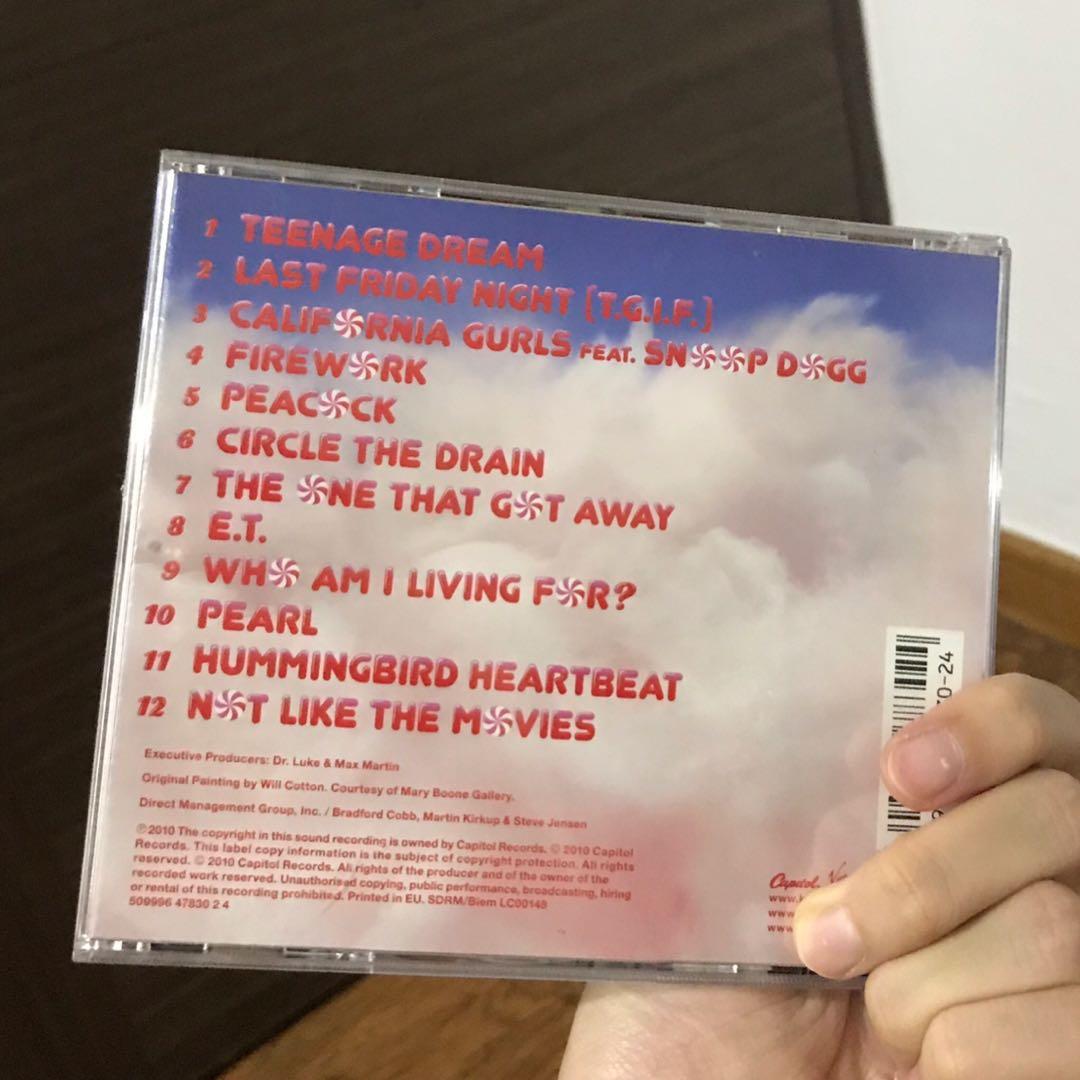 1 TEENAGE DREAM
2 LAST FRIDAY NIGHT [T.G.I.F.]
3 CALIFORNIA GURLS FEAT. SNOOP DOGG
4 FIREWORK
5 PEACOCK
6 CIRCLE THE DRAIN
7 THE ONE THAT GOT AWAY
8 E.T.
9 WHO AM I LIVING FOR?
10 PEARL
11 HUMMINGBIRD HEARTBEAT
12 NOT LIKE THE MOVIES
Executive Producers: Dr. Luke & Max Martin
Original Painting by Will Cotton. Courtesy of Mary Boone Gallery.
Direct Management Group, Inc. / Bradford Cobb, Martin Kirkup & Steve Jensen
℗2010 The copyright in this sound recording is owned by Capitol Records. © 2010 Capitol
Records. This label copy information is the subject of copyright protection. All rights
reserved. © 2010 Capitol Records. All rights of the producer and of the owner of the
recorded work reserved. Unauthorised copying, public performance, broadcasting, hiring
or rental of this recording prohibited. Printed in EU. SDRM/Biem LC00148
509996 47830 2 4
0-24
Capitol
www.
www.
www.